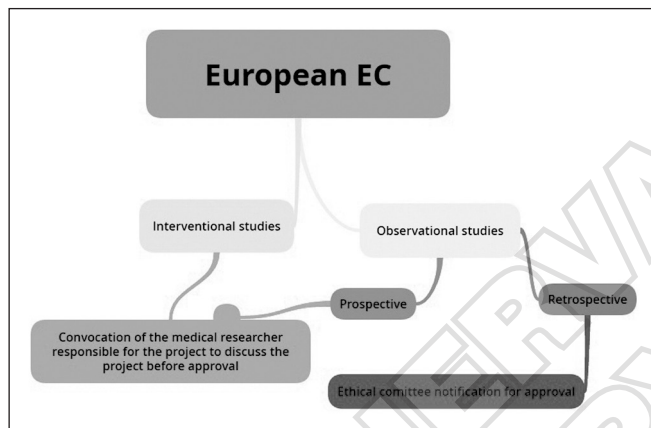 European EC
Interventional studies
Observational studies
Prospective
Retrospective
Convocation of the medical researcher
responsible for the project to discuss the
project before approval
Ethical comittee notification for approval